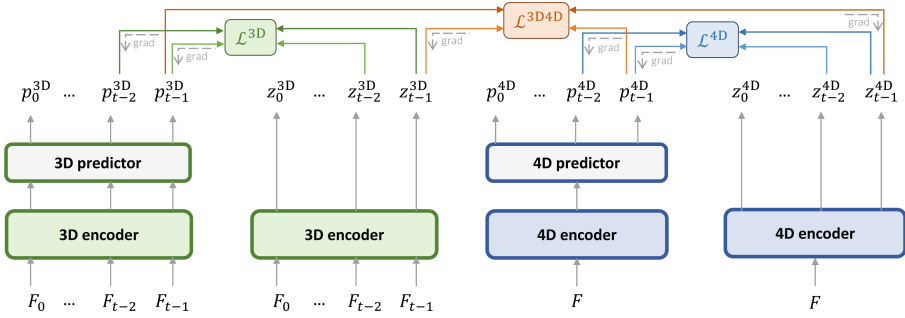 ℒ^{3D} ℒ^{3D4D} ℒ^{4D}
grad grad grad grad grad grad
p_0^{3D} ... p_{t−2}^{3D} p_{t−1}^{3D} z_0^{3D} ... z_{t−2}^{3D} z_{t−1}^{3D} p_0^{4D} ... p_{t−2}^{4D} p_{t−1}^{4D} z_0^{4D} ... z_{t−2}^{4D} z_{t−1}^{4D}
3D predictor 4D predictor
3D encoder 3D encoder 4D encoder 4D encoder
F_0 ... F_{t−2} F_{t−1} F_0 ... F_{t−2} F_{t−1} F F